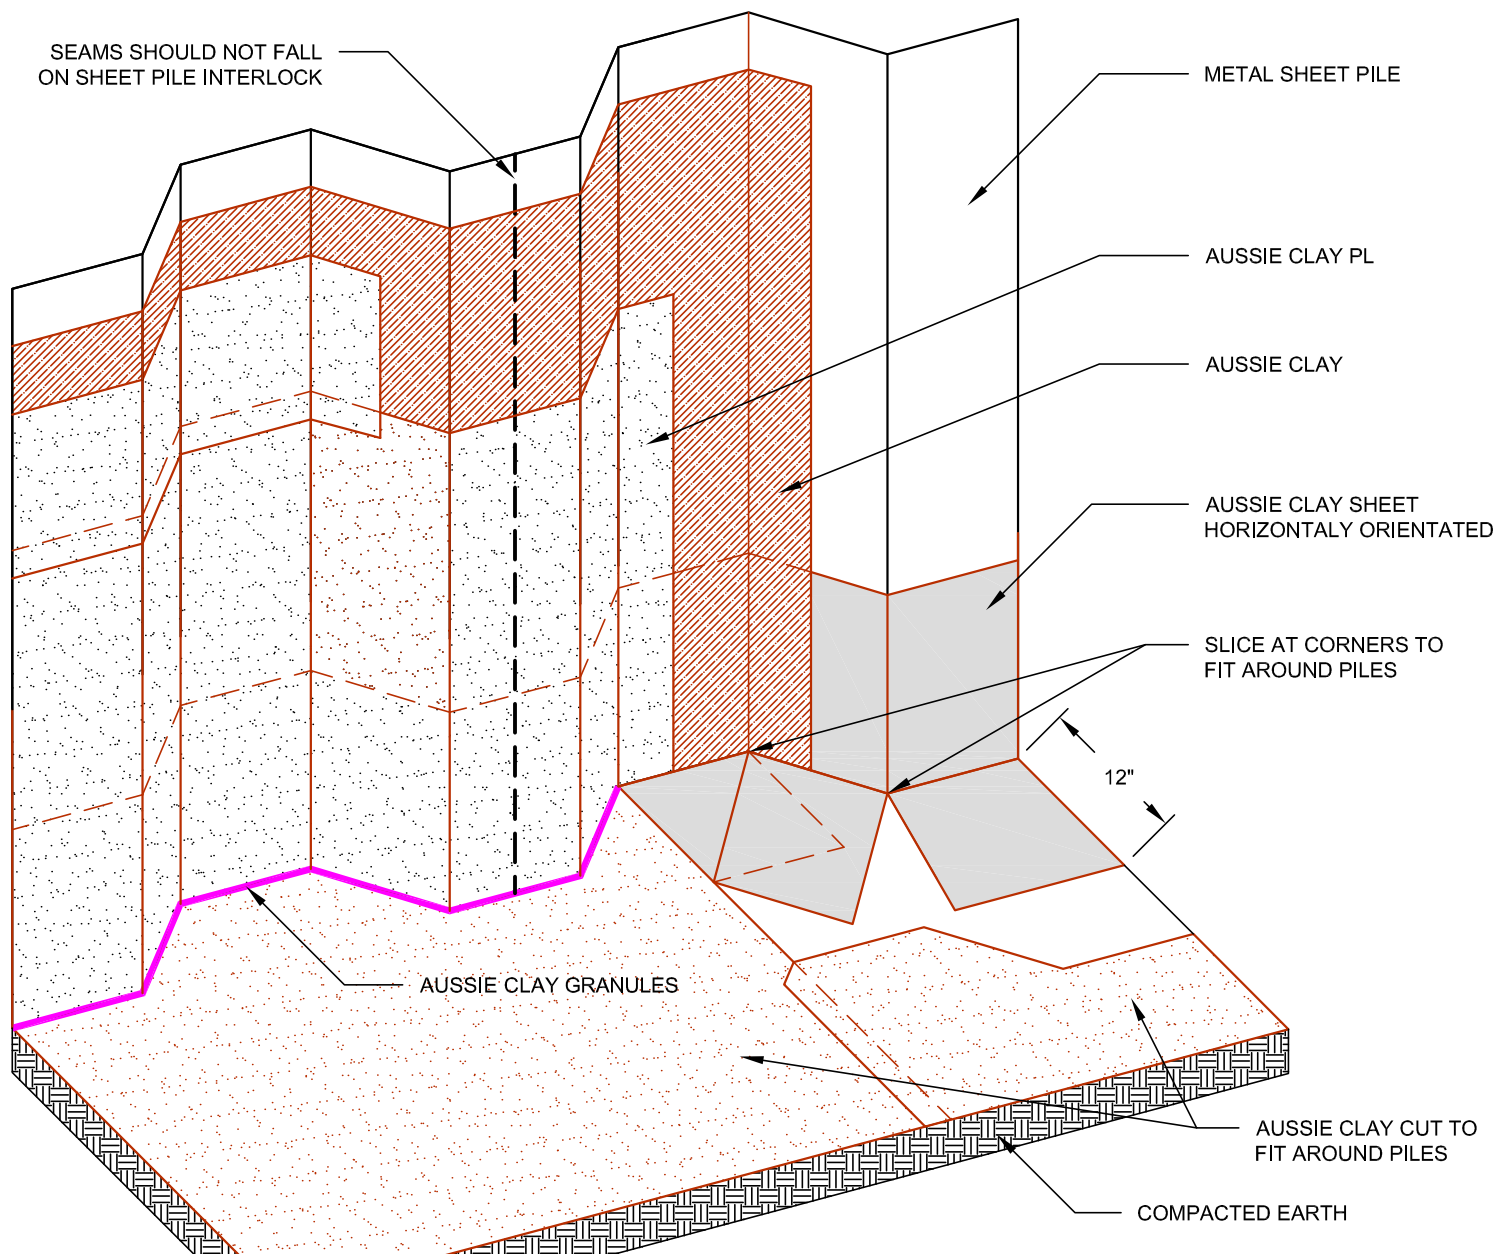 SEAMS SHOULD NOT FALL
ON SHEET PILE INTERLOCK
METAL SHEET PILE
AUSSIE CLAY PL
AUSSIE CLAY
AUSSIE CLAY SHEET
HORIZONTALY ORIENTATED
SLICE AT CORNERS TO
FIT AROUND PILES
12"
AUSSIE CLAY GRANULES
AUSSIE CLAY CUT TO
FIT AROUND PILES
COMPACTED EARTH